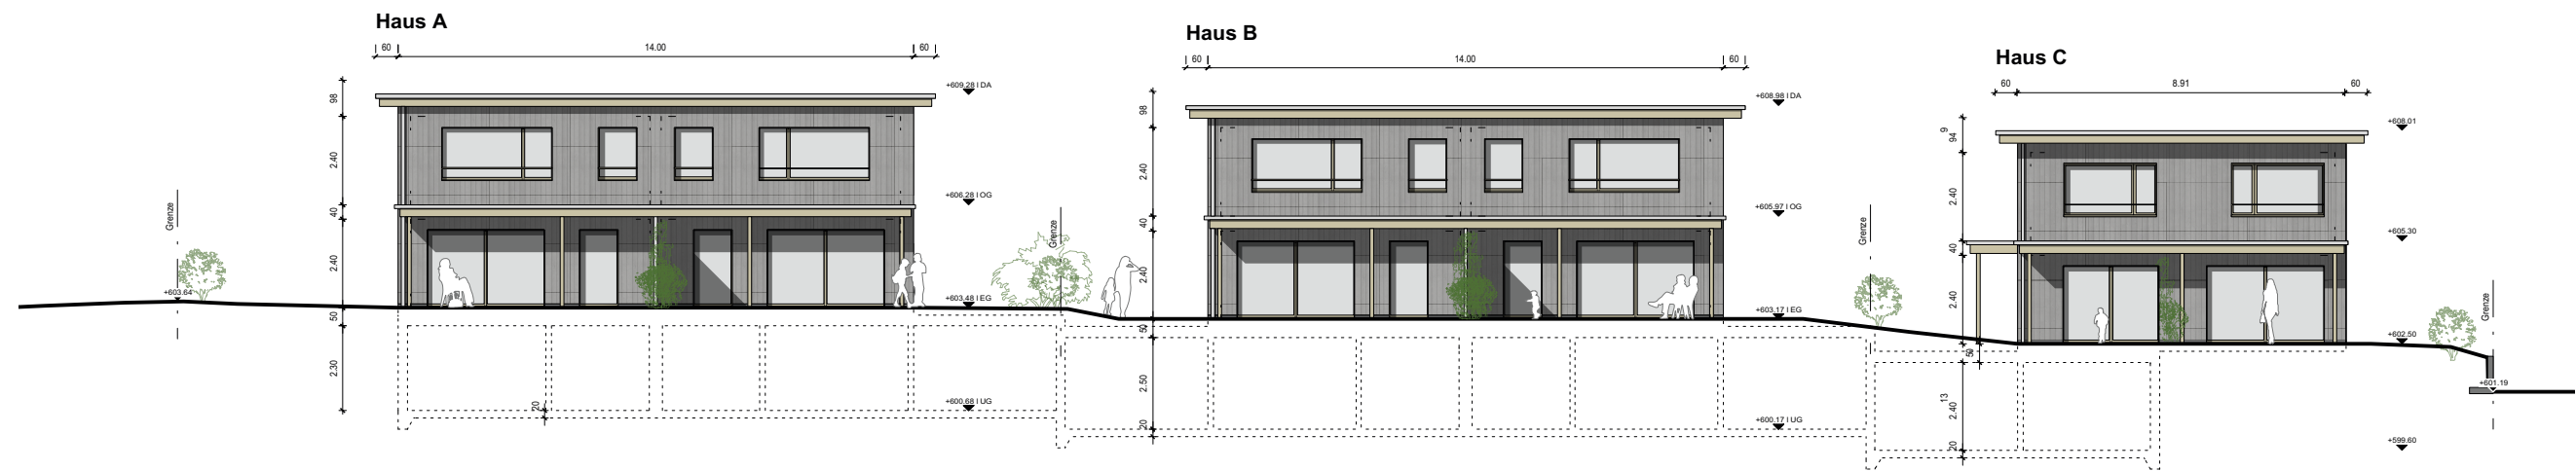 Haus A
60
14.00
60
+609.28 I DA
98
2.40
+606.28 I OG
40
2.40
+603.48 I EG
50
2.30
20
+600.68 I UG
Grenze
+603.64
Grenze
Haus B
60
14.00
60
+608.98 I DA
98
2.40
+605.97 I OG
40
2.40
+603.17 I EG
50
2.50
20
+600.17 I UG
Grenze
Haus C
60
8.91
60
+608.01
9
94
2.40
+605.30
40
2.40
+602.50
50
13
2.40
20
+599.60
Grenze
+601.19